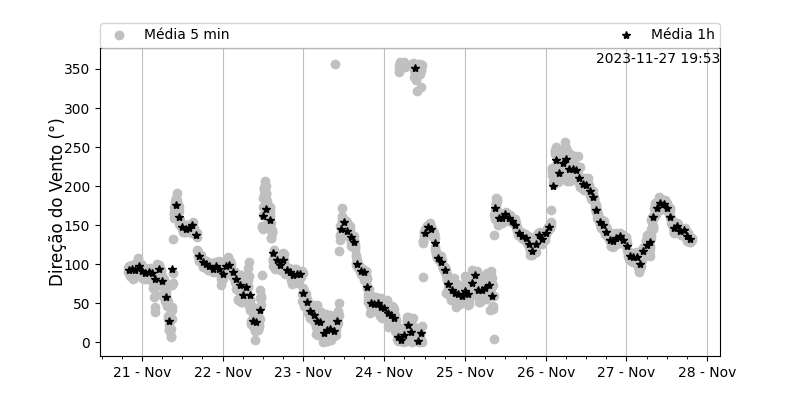 Média 5 min
Média 1h
2023-11-27 19:53
Direção do Vento (°)
350
300
250
200
150
100
50
0
21 - Nov
22 - Nov
23 - Nov
24 - Nov
25 - Nov
26 - Nov
27 - Nov
28 - Nov